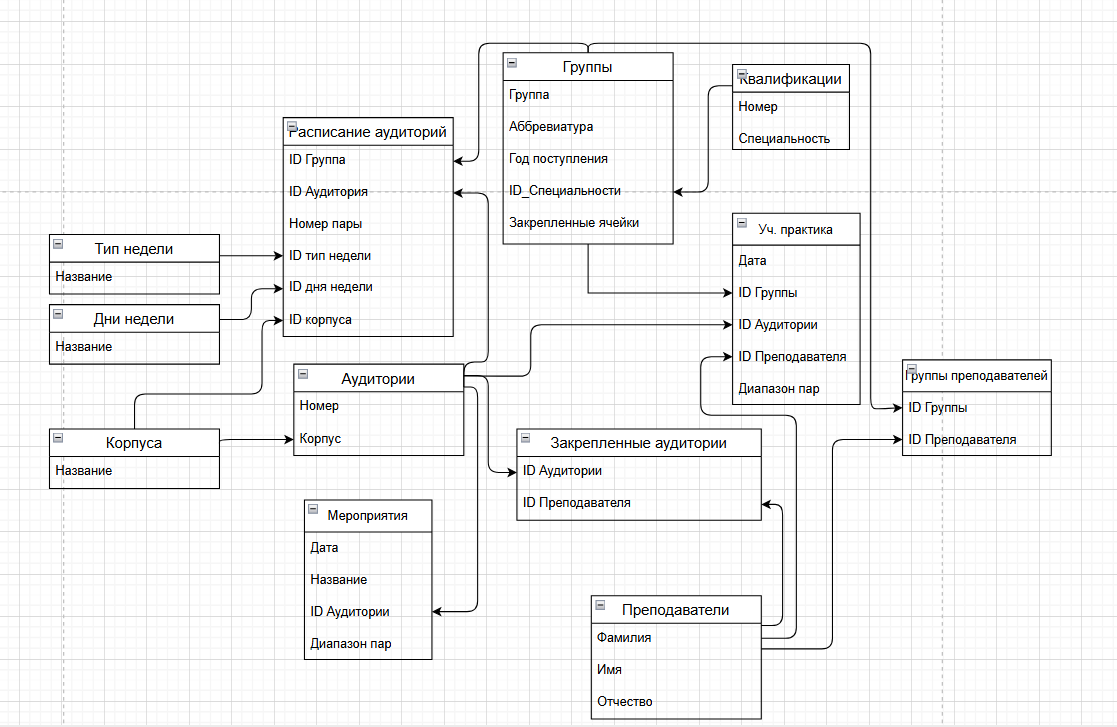 Группы
Группа
Аббревиатура
Год поступления
ID_Специальности
Закрепленные ячейки
Квалификации
Номер
Специальность
Расписание аудиторий
ID Группа
ID Аудитория
Номер пары
ID тип недели
ID дня недели
ID корпуса
Тип недели
Название
Дни недели
Название
Уч. практика
Дата
ID Группы
ID Аудитории
ID Преподавателя
Диапазон пар
Группы преподавателей
ID Группы
ID Преподавателя
Аудитории
Номер
Корпус
Корпуса
Название
Закрепленные аудитории
ID Аудитории
ID Преподавателя
Мероприятия
Дата
Название
ID Аудитории
Диапазон пар
Преподаватели
Фамилия
Имя
Отчество